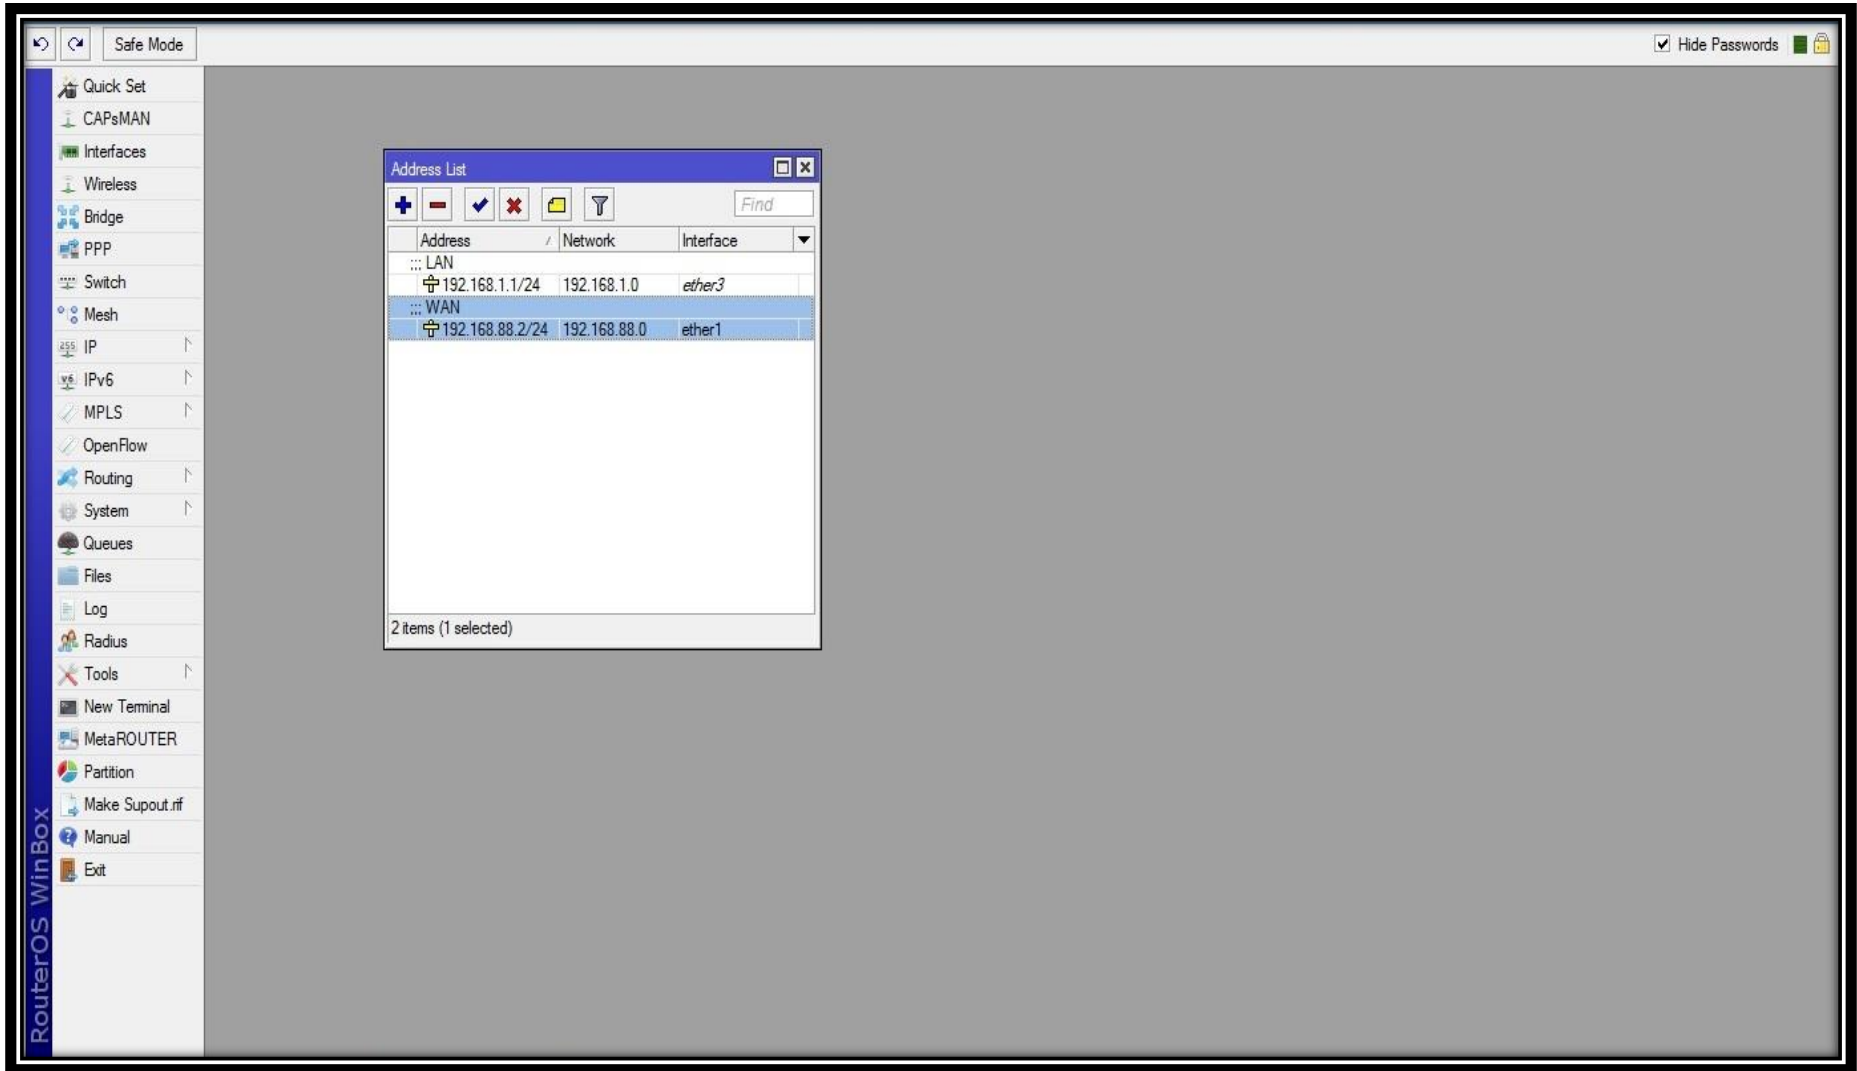 Safe Mode
Hide Passwords
Quick Set
CAPsMAN
Interfaces
Wireless
Bridge
PPP
Switch
Mesh
255 IP
v6 IPv6
MPLS
OpenFlow
Routing
System
Queues
Files
Log
Radius
Tools
New Terminal
MetaROUTER
Partition
Make Supout.rif
Manual
Exit
RouterOS WinBox
Address List
Find
Address Network Interface
;;; LAN
192.168.1.1/24 192.168.1.0 ether3
;;; WAN
192.168.88.2/24 192.168.88.0 ether1
2 items (1 selected)